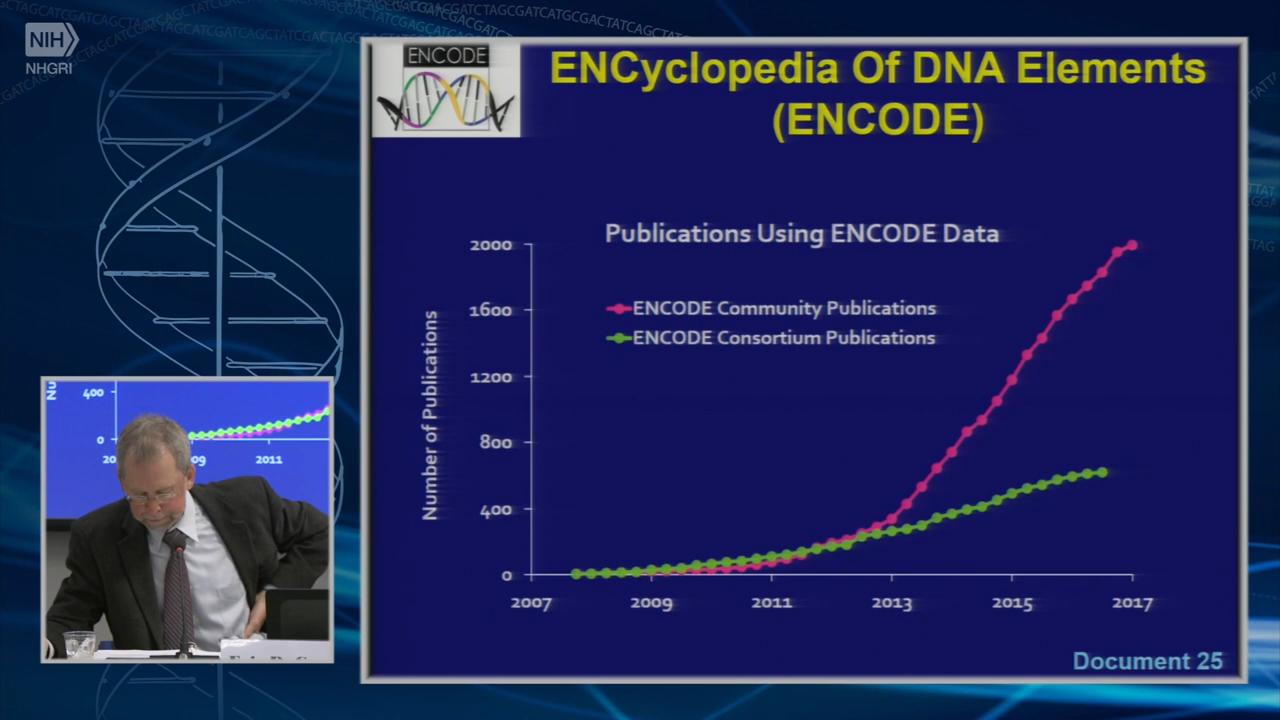 NIH
NHGRI
ENCODE
ENCyclopedia Of DNA Elements
(ENCODE)
Publications Using ENCODE Data
ENCODE Community Publications
ENCODE Consortium Publications
Number of Publications
2000
1600
1200
800
400
0
2007
2009
2011
2013
2015
2017
Document 25
400
0
2011